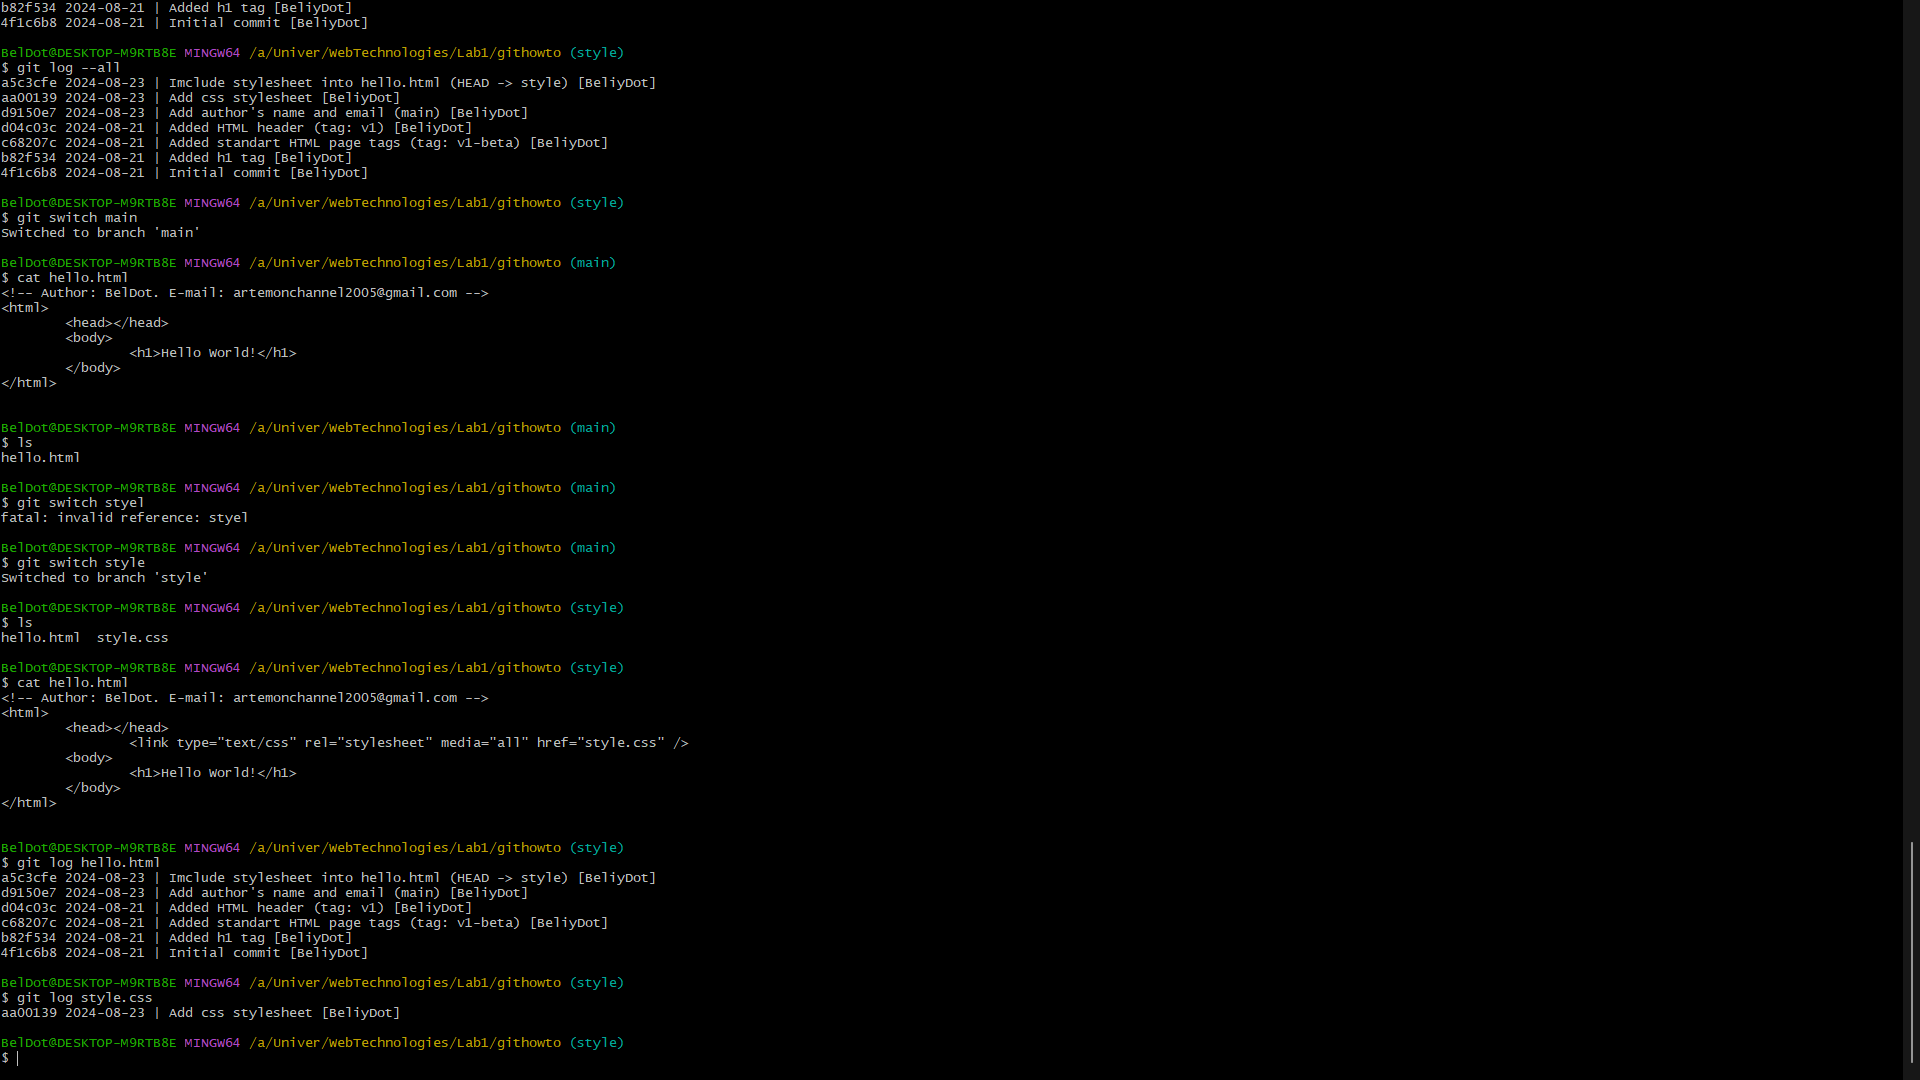 b82f534 2024-08-21 | Added h1 tag [BeliyDot]
4f1c6b8 2024-08-21 | Initial commit [BeliyDot]
BelDot@DESKTOP-M9RTB8E MINGW64 /a/Univer/WebTechnologies/Lab1/githowto (style)
$ git log --all
a5c3cfe 2024-08-23 | Imclude stylesheet into hello.html (HEAD -> style) [BeliyDot]
aa00139 2024-08-23 | Add css stylesheet [BeliyDot]
d9150e7 2024-08-23 | Add author's name and email (main) [BeliyDot]
d04c03c 2024-08-21 | Added HTML header (tag: v1) [BeliyDot]
c68207c 2024-08-21 | Added standart HTML page tags (tag: v1-beta) [BeliyDot]
b82f534 2024-08-21 | Added h1 tag [BeliyDot]
4f1c6b8 2024-08-21 | Initial commit [BeliyDot]
BelDot@DESKTOP-M9RTB8E MINGW64 /a/Univer/WebTechnologies/Lab1/githowto (style)
$ git switch main
Switched to branch 'main'
BelDot@DESKTOP-M9RTB8E MINGW64 /a/Univer/WebTechnologies/Lab1/githowto (main)
$ cat hello.html
<!-- Author: BelDot. E-mail: artemonchannel2005@gmail.com -->
<html>
<head></head>
<body>
<h1>Hello World!</h1>
</body>
</html>
BelDot@DESKTOP-M9RTB8E MINGW64 /a/Univer/WebTechnologies/Lab1/githowto (main)
$ ls
hello.html
BelDot@DESKTOP-M9RTB8E MINGW64 /a/Univer/WebTechnologies/Lab1/githowto (main)
$ git switch styel
fatal: invalid reference: styel
BelDot@DESKTOP-M9RTB8E MINGW64 /a/Univer/WebTechnologies/Lab1/githowto (main)
$ git switch style
Switched to branch 'style'
BelDot@DESKTOP-M9RTB8E MINGW64 /a/Univer/WebTechnologies/Lab1/githowto (style)
$ ls
hello.html  style.css
BelDot@DESKTOP-M9RTB8E MINGW64 /a/Univer/WebTechnologies/Lab1/githowto (style)
$ cat hello.html
<!-- Author: BelDot. E-mail: artemonchannel2005@gmail.com -->
<html>
<head></head>
<link type="text/css" rel="stylesheet" media="all" href="style.css" />
<body>
<h1>Hello World!</h1>
</body>
</html>
BelDot@DESKTOP-M9RTB8E MINGW64 /a/Univer/WebTechnologies/Lab1/githowto (style)
$ git log hello.html
a5c3cfe 2024-08-23 | Imclude stylesheet into hello.html (HEAD -> style) [BeliyDot]
d9150e7 2024-08-23 | Add author's name and email (main) [BeliyDot]
d04c03c 2024-08-21 | Added HTML header (tag: v1) [BeliyDot]
c68207c 2024-08-21 | Added standart HTML page tags (tag: v1-beta) [BeliyDot]
b82f534 2024-08-21 | Added h1 tag [BeliyDot]
4f1c6b8 2024-08-21 | Initial commit [BeliyDot]
BelDot@DESKTOP-M9RTB8E MINGW64 /a/Univer/WebTechnologies/Lab1/githowto (style)
$ git log style.css
aa00139 2024-08-23 | Add css stylesheet [BeliyDot]
BelDot@DESKTOP-M9RTB8E MINGW64 /a/Univer/WebTechnologies/Lab1/githowto (style)
$